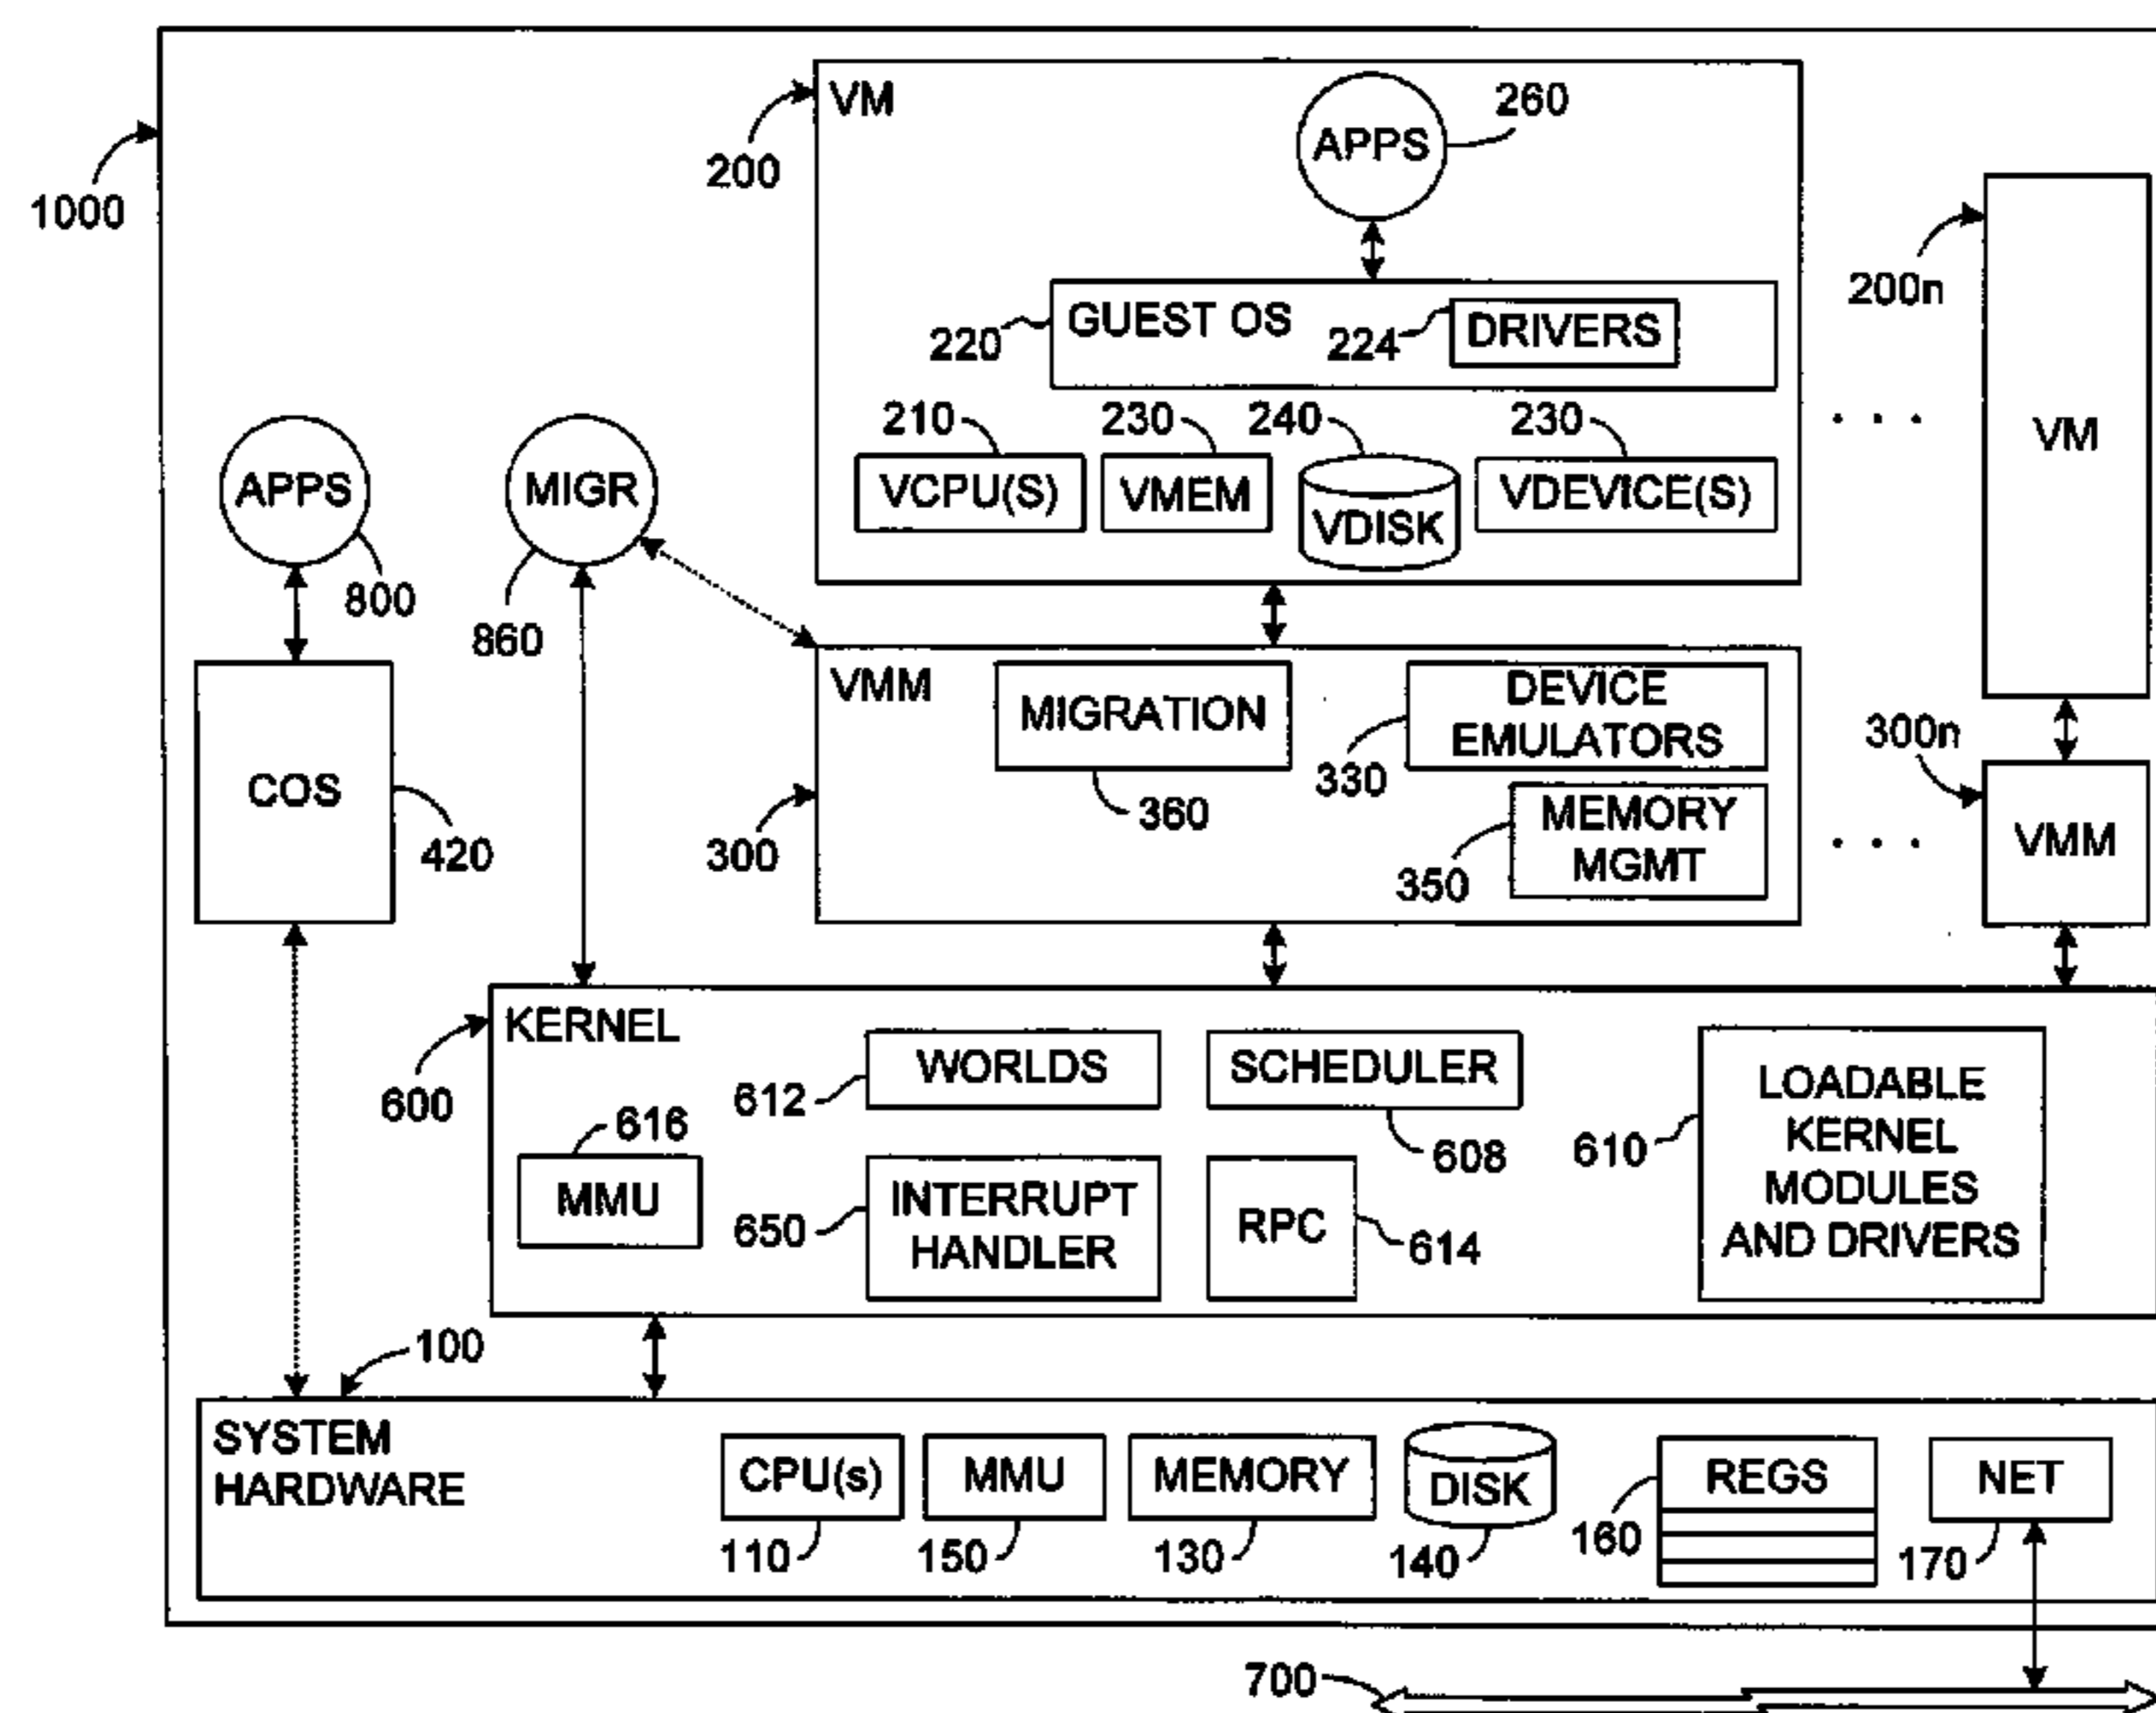 VM
260
APPS
200
1000
200n
GUEST OS
DRIVERS
220
224
210
230
240
230
VM
APPS
MIGR
VCPU(S)
VMEM
VDISK
VDEVICE(S)
800
860
VMM
MIGRATION
DEVICE
EMULATORS
300n
330
COS
360
MEMORY
MGMT
VMM
420
300
350
KERNEL
WORLDS
SCHEDULER
LOADABLE
KERNEL
MODULES
AND DRIVERS
600
612
616
608
610
MMU
INTERRUPT
HANDLER
RPC
650
614
100
SYSTEM
HARDWARE
CPU(s)
MMU
MEMORY
DISK
REGS
NET
110
150
130
140
160
170
700